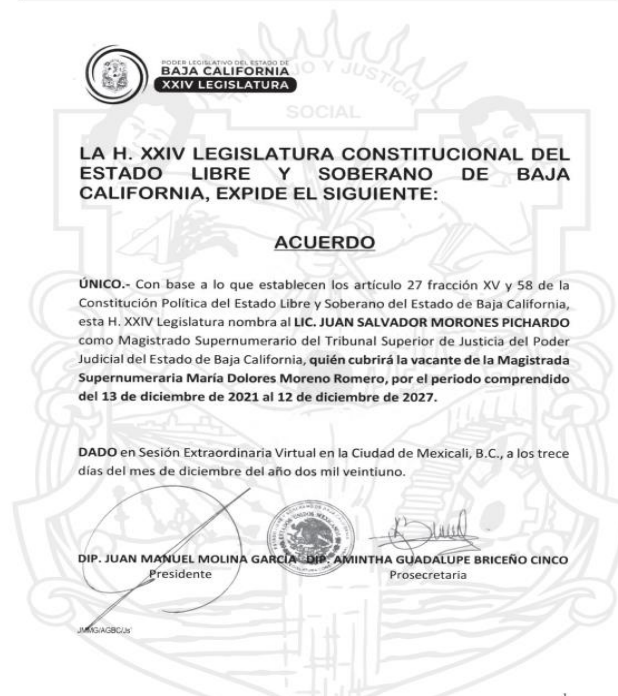 PODER LEGISLATIVO DEL ESTADO DE
BAJA CALIFORNIA
XXIV LEGISLATURA
JO Y JUSTICIA
SOCIAL
LA H. XXIV LEGISLATURA CONSTITUCIONAL DEL
ESTADO LIBRE Y SOBERANO DE BAJA
CALIFORNIA, EXPIDE EL SIGUIENTE:
ACUERDO
ÚNICO.- Con base a lo que establecen los artículo 27 fracción XV y 58 de la
Constitución Política del Estado Libre y Soberano del Estado de Baja California,
esta H. XXIV Legislatura nombra al LIC. JUAN SALVADOR MORONES PICHARDO
como Magistrado Supernumerario del Tribunal Superior de Justicia del Poder
Judicial del Estado de Baja California, quién cubrirá la vacante de la Magistrada
Supernumeraria María Dolores Moreno Romero, por el periodo comprendido
del 13 de diciembre de 2021 al 12 de diciembre de 2027.
DADO en Sesión Extraordinaria Virtual en la Ciudad de Mexicali, B.C., a los trece
días del mes de diciembre del año dos mil veintiuno.
ESTADOS UNIDOS MEXICANOS
DIP. JUAN MANUEL MOLINA GARCÍA DIP. AMINTHA GUADALUPE BRICEÑO CINCO
Presidente Prosecretaria
JMMG/AGBC/Js'